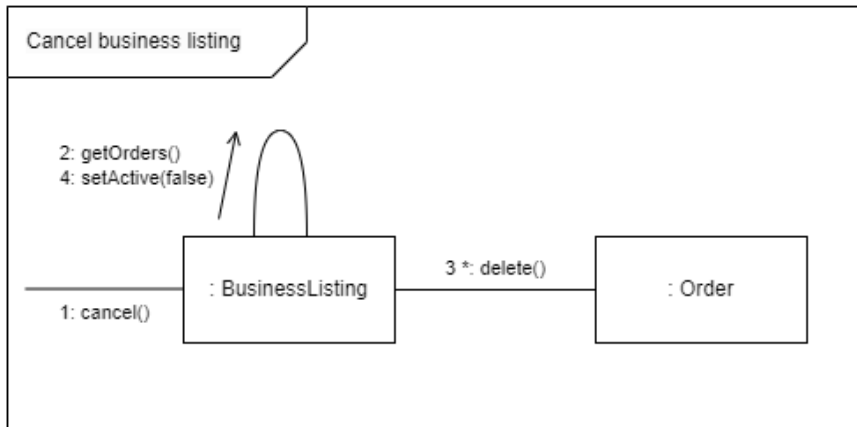 Cancel business listing
2: getOrders()
4: setActive(false)
: BusinessListing
3 *: delete()
: Order
1: cancel()